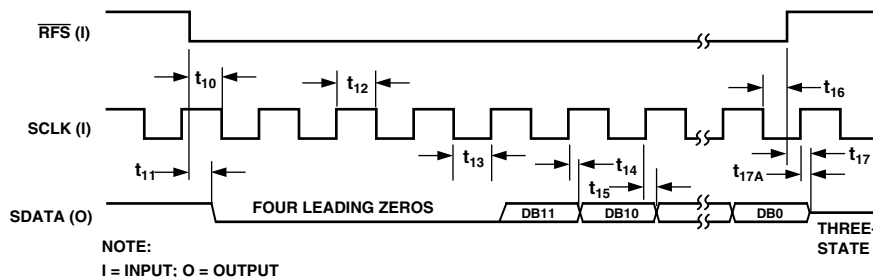 RFS (I)
t10
t12
t16
SCLK (I)
t11
t13
t14
t15
t17
t17A
SDATA (O)
FOUR LEADING ZEROS
DB11
DB10
DB0
THREE-
STATE
NOTE:
I = INPUT; O = OUTPUT